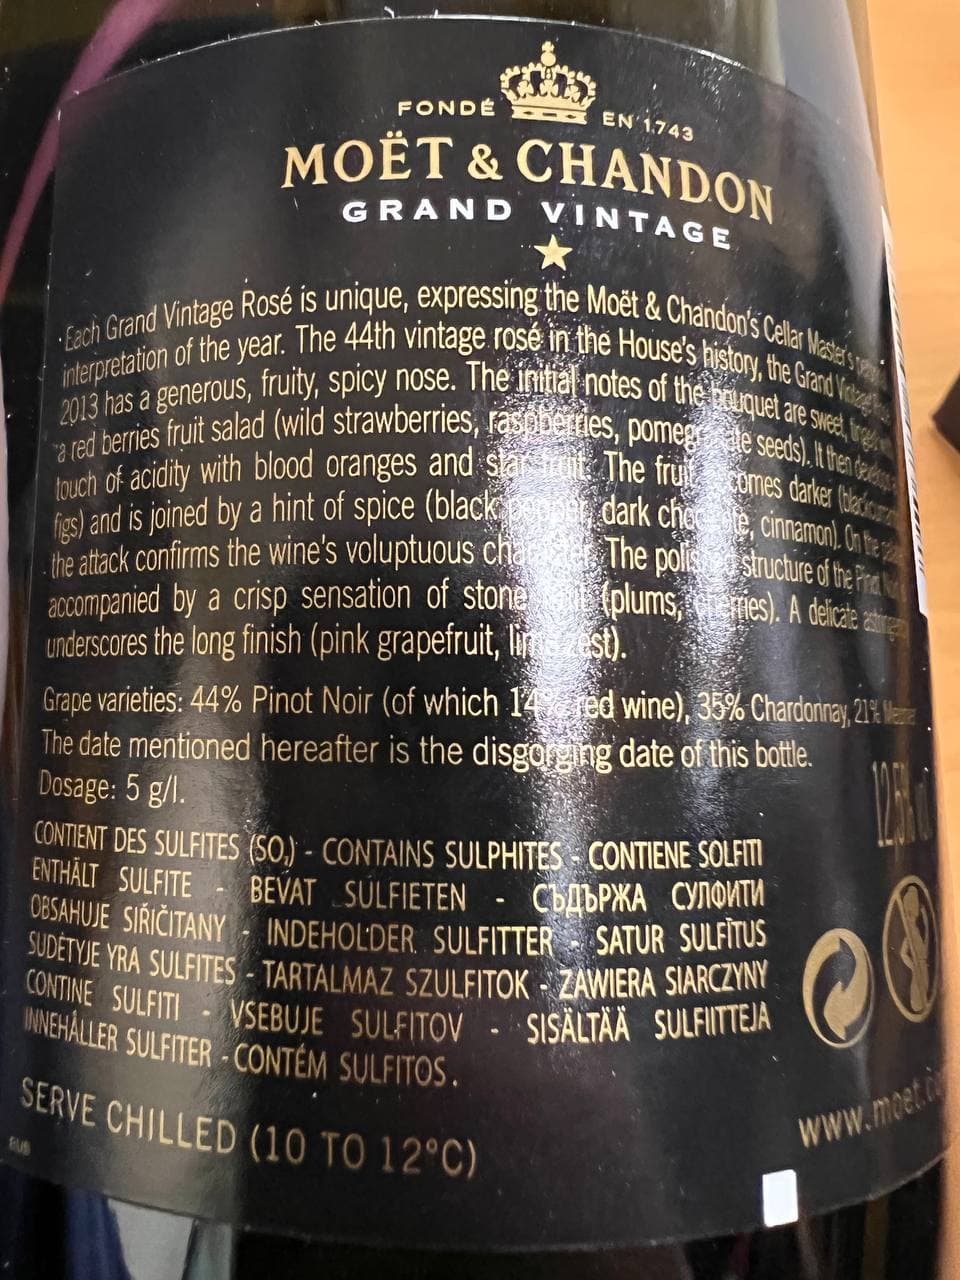 FONDÉ EN 1743
MOËT & CHANDON
GRAND VINTAGE
Each Grand Vintage Rosé is unique, expressing the Moët & Chandon's Cellar Master's
interpretation of the year. The 44th vintage rosé in the House's history, the Grand Vintage
2013 has a generous, fruity, spicy nose. The initial notes of the bouquet are sweet,
a red berries fruit salad (wild strawberries, raspberries, pomegranate seeds). It then
touch of acidity with blood oranges and star fruit. The fruit becomes darker
figs) and is joined by a hint of spice (black pepper, dark chocolate, cinnamon). On the
the attack confirms the wine's voluptuous character. The polished structure of the Pinot
accompanied by a crisp sensation of stone fruit (plums, cherries). A delicate
underscores the long finish (pink grapefruit, lime zest).
Grape varieties: 44% Pinot Noir (of which 14% red wine), 35% Chardonnay, 21%
The date mentioned hereafter is the disgorging date of this bottle.
Dosage: 5 g/l.
12,5%
CONTIENT DES SULFITES (SO₂) - CONTAINS SULPHITES - CONTIENE SOLFITI
ENTHÄLT SULFITE - BEVAT SULFIETEN - СЪДЪРЖА СУЛФИТИ
OBSAHUJE SIŘIČITANY - INDEHOLDER SULFITTER - SATUR SULFĪTUS
SUDĖTYJE YRA SULFITES - TARTALMAZ SZULFITOK - ZAWIERA SIARCZYNY
CONTINE SULFITI - VSEBUJE SULFITOV - SISÄLTÄÄ SULFIITTEJA
INNEHÅLLER SULFITER - CONTÉM SULFITOS.
SERVE CHILLED (10 TO 12°C)
www.moet.